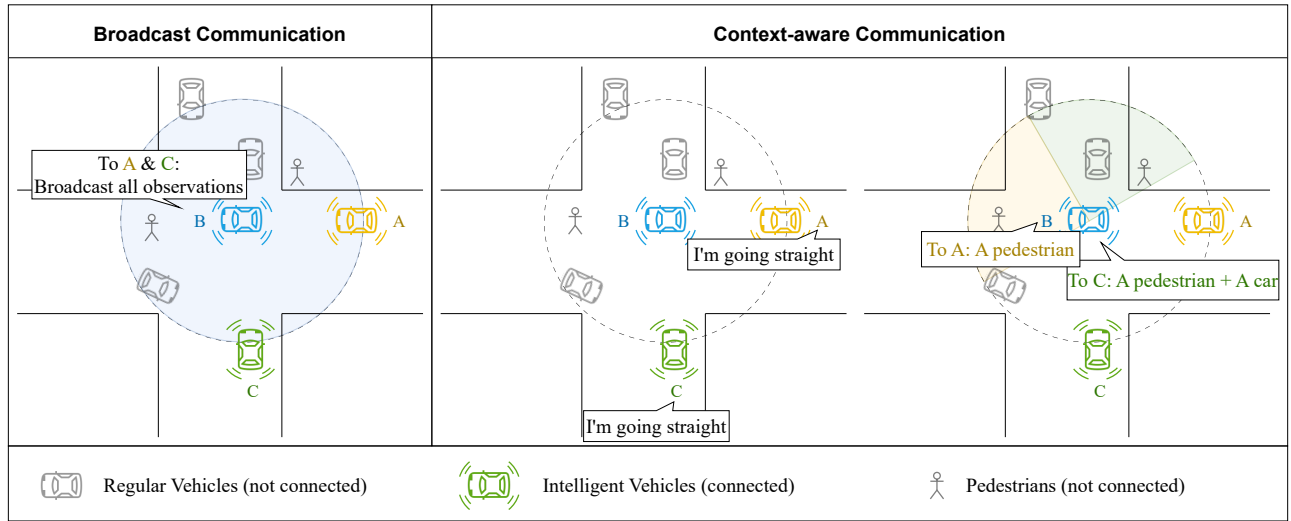 Broadcast Communication
Context-aware Communication
To A & C:
Broadcast all observations
B
A
C
B
A
I'm going straight
C
I'm going straight
B
A
To A: A pedestrian
To C: A pedestrian + A car
C
Regular Vehicles (not connected)
Intelligent Vehicles (connected)
Pedestrians (not connected)